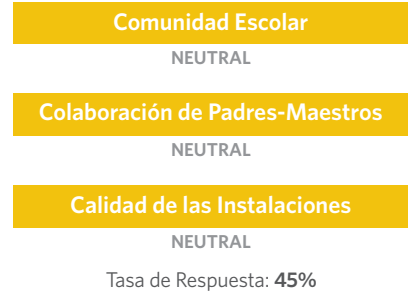 Comunidad Escolar
NEUTRAL
Colaboración de Padres-Maestros
NEUTRAL
Calidad de las Instalaciones
NEUTRAL
Tasa de Respuesta: 45%